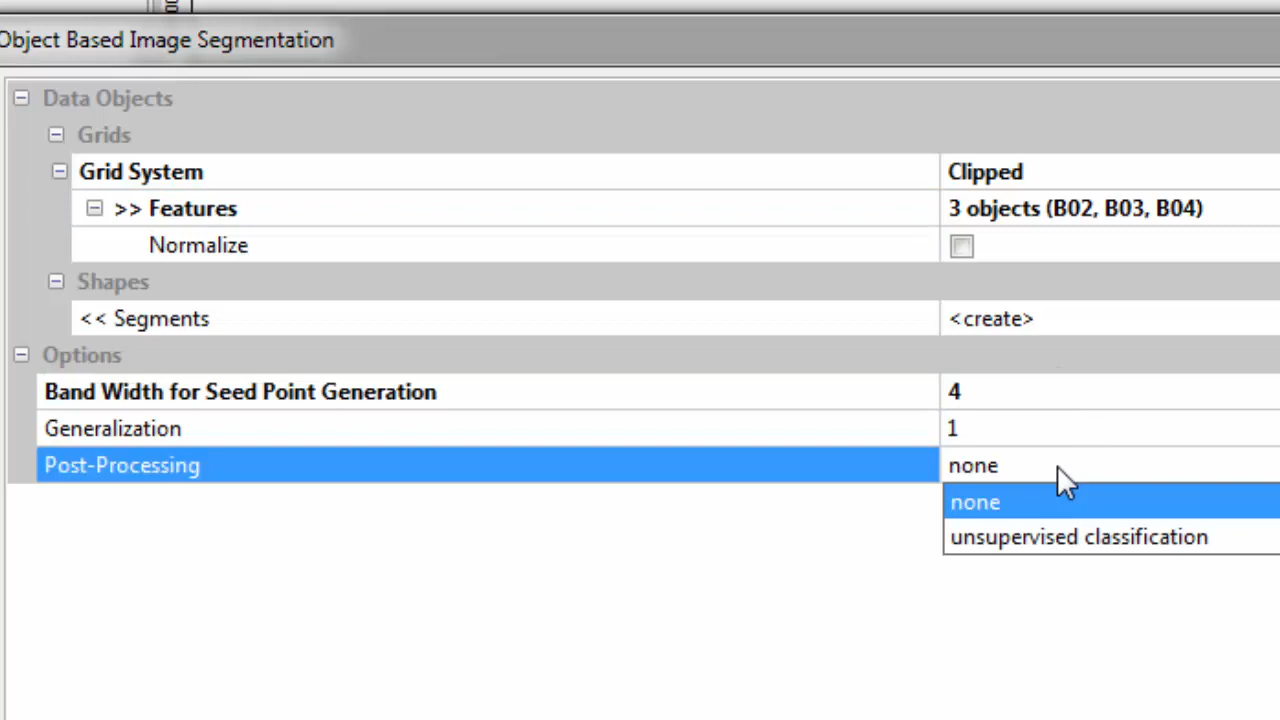 Object Based Image Segmentation
Data Objects
Grids
Grid System Clipped
>> Features 3 objects (B02, B03, B04)
Normalize
Shapes
<< Segments <create>
Options
Band Width for Seed Point Generation 4
Generalization 1
Post-Processing none
none
unsupervised classification